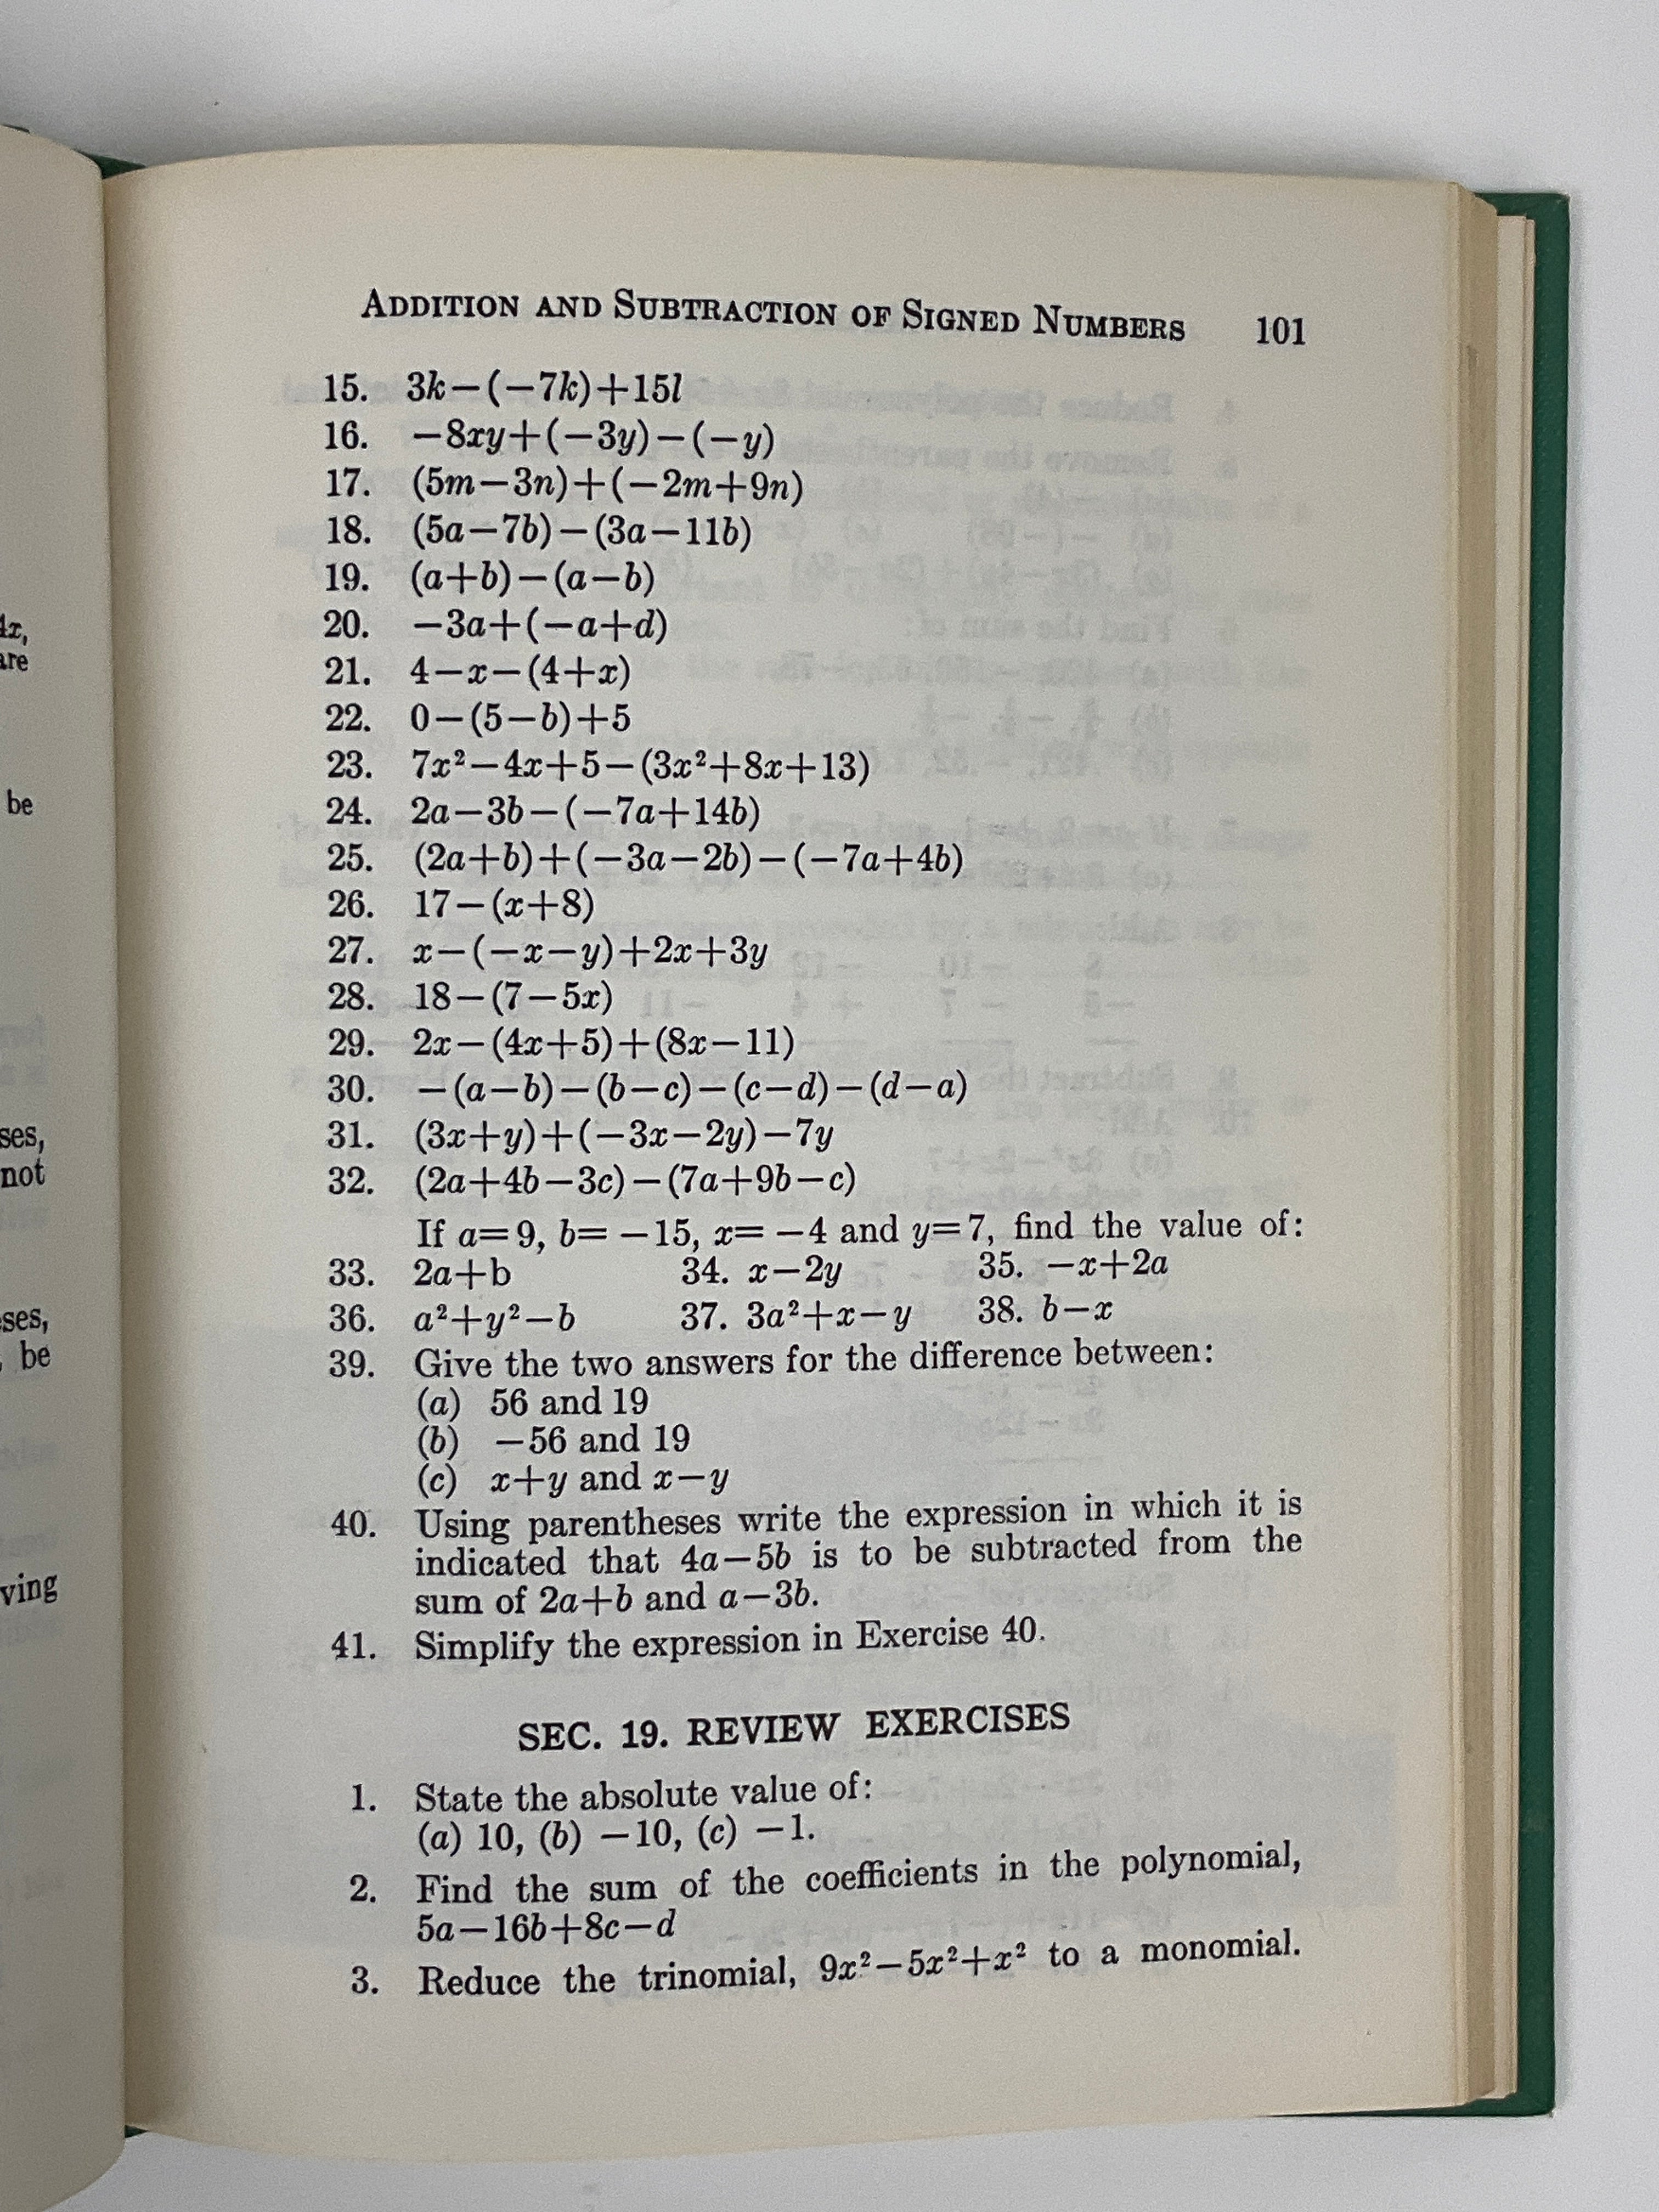 4x,
are
be
ses,
not
ses,
be
ving
ADDITION AND SUBTRACTION OF SIGNED NUMBERS 101
15. 3k−(−7k)+15l
16. −8xy+(−3y)−(−y)
17. (5m−3n)+(−2m+9n)
18. (5a−7b)−(3a−11b)
19. (a+b)−(a−b)
20. −3a+(−a+d)
21. 4−x−(4+x)
22. 0−(5−b)+5
23. 7x²−4x+5−(3x²+8x+13)
24. 2a−3b−(−7a+14b)
25. (2a+b)+(−3a−2b)−(−7a+4b)
26. 17−(x+8)
27. x−(−x−y)+2x+3y
28. 18−(7−5x)
29. 2x−(4x+5)+(8x−11)
30. −(a−b)−(b−c)−(c−d)−(d−a)
31. (3x+y)+(−3x−2y)−7y
32. (2a+4b−3c)−(7a+9b−c)
If a=9, b= −15, x= −4 and y=7, find the value of:
33. 2a+b 34. x−2y 35. −x+2a
36. a²+y²−b 37. 3a²+x−y 38. b−x
39. Give the two answers for the difference between:
(a) 56 and 19
(b) −56 and 19
(c) x+y and x−y
40. Using parentheses write the expression in which it is
indicated that 4a−5b is to be subtracted from the
sum of 2a+b and a−3b.
41. Simplify the expression in Exercise 40.
SEC. 19. REVIEW EXERCISES
1. State the absolute value of:
(a) 10, (b) −10, (c) −1.
2. Find the sum of the coefficients in the polynomial,
5a−16b+8c−d
3. Reduce the trinomial, 9x²−5x²+x² to a monomial.